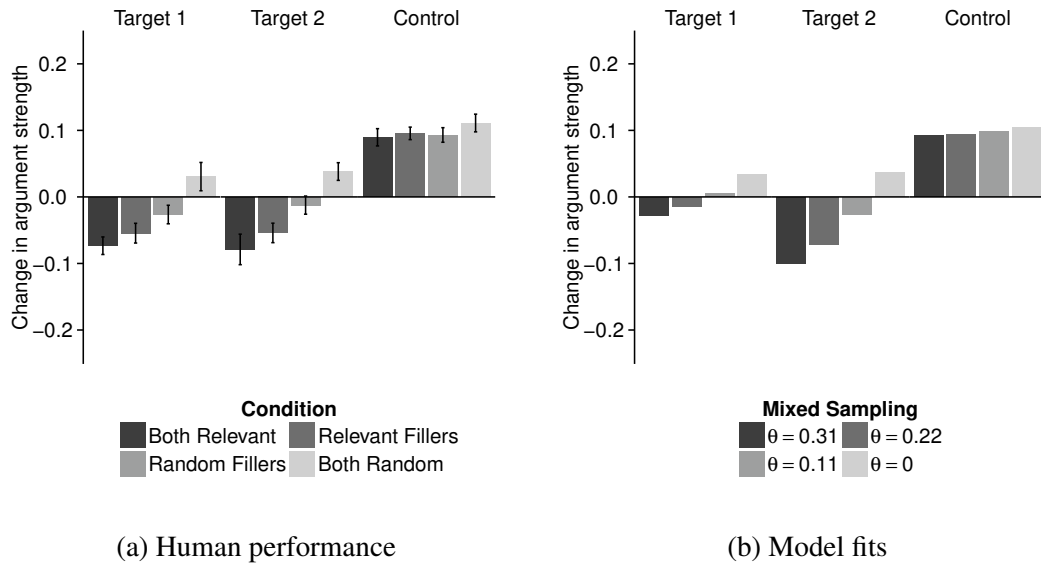 Target 1 Target 2 Control
Change in argument strength
0.2
0.1
0.0
−0.1
−0.2
Condition
Both Relevant Relevant Fillers
Random Fillers Both Random
(a) Human performance
Target 1 Target 2 Control
Change in argument strength
0.2
0.1
0.0
−0.1
−0.2
Mixed Sampling
θ = 0.31 θ = 0.22
θ = 0.11 θ = 0
(b) Model fits